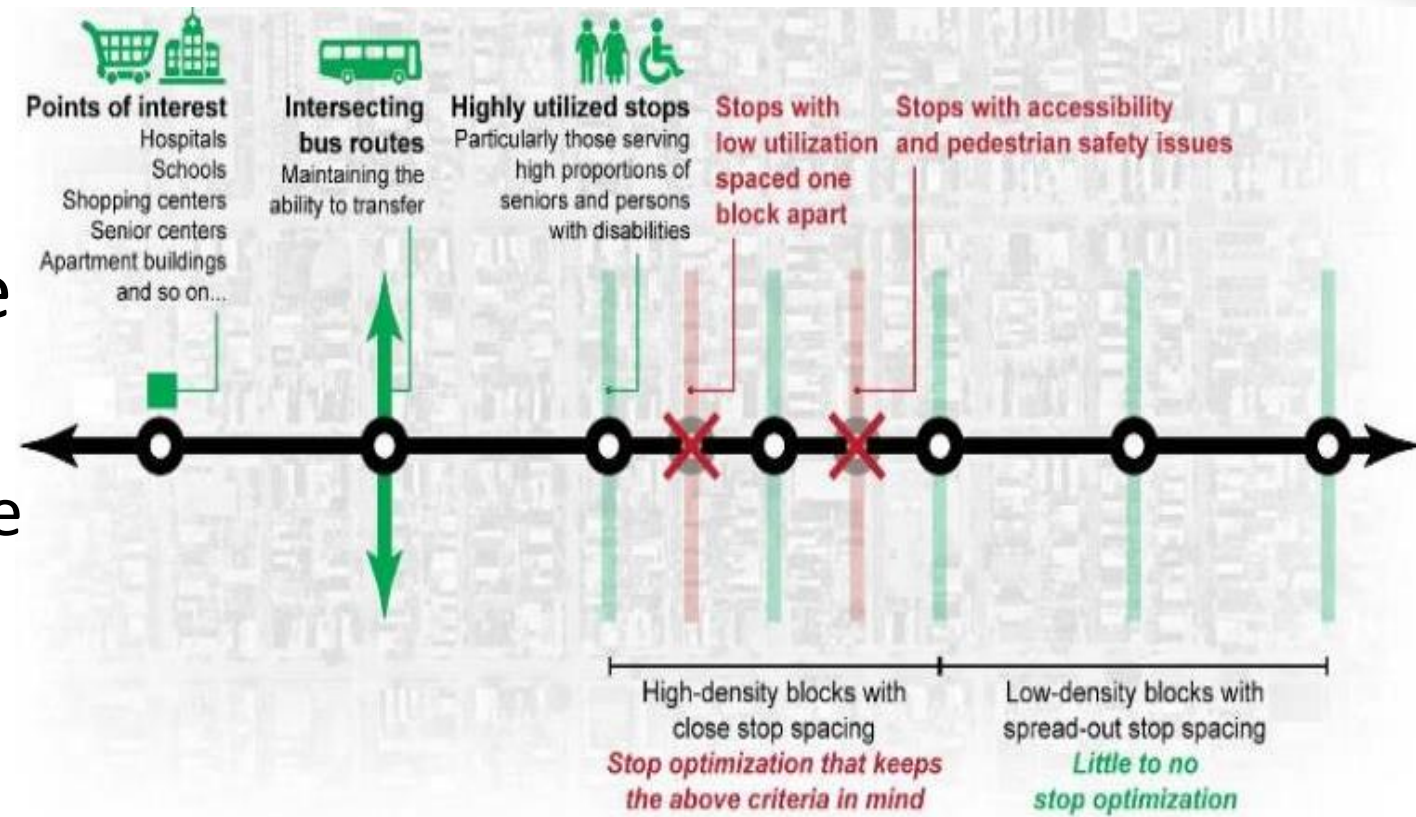 Points of interest
Hospitals
Schools
Shopping centers
Senior centers
Apartment buildings
and so on...
Intersecting
bus routes
Maintaining the
ability to transfer
Highly utilized stops
Particularly those serving
high proportions of
seniors and persons
with disabilities
Stops with
low utilization
spaced one
block apart
Stops with accessibility
and pedestrian safety issues
e
e
High-density blocks with
close stop spacing
Stop optimization that keeps
the above criteria in mind
Low-density blocks with
spread-out stop spacing
Little to no
stop optimization